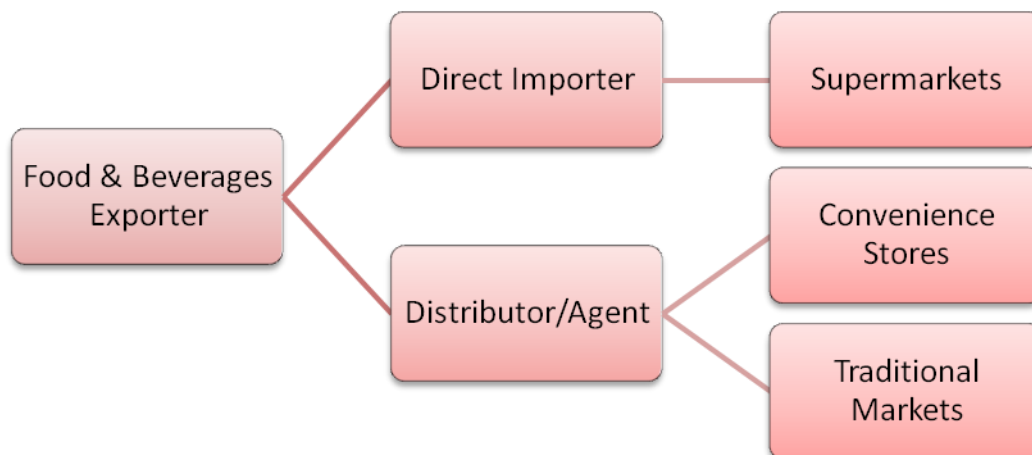 Food & Beverages
Exporter
Direct Importer
Distributor/Agent
Supermarkets
Convenience
Stores
Traditional
Markets